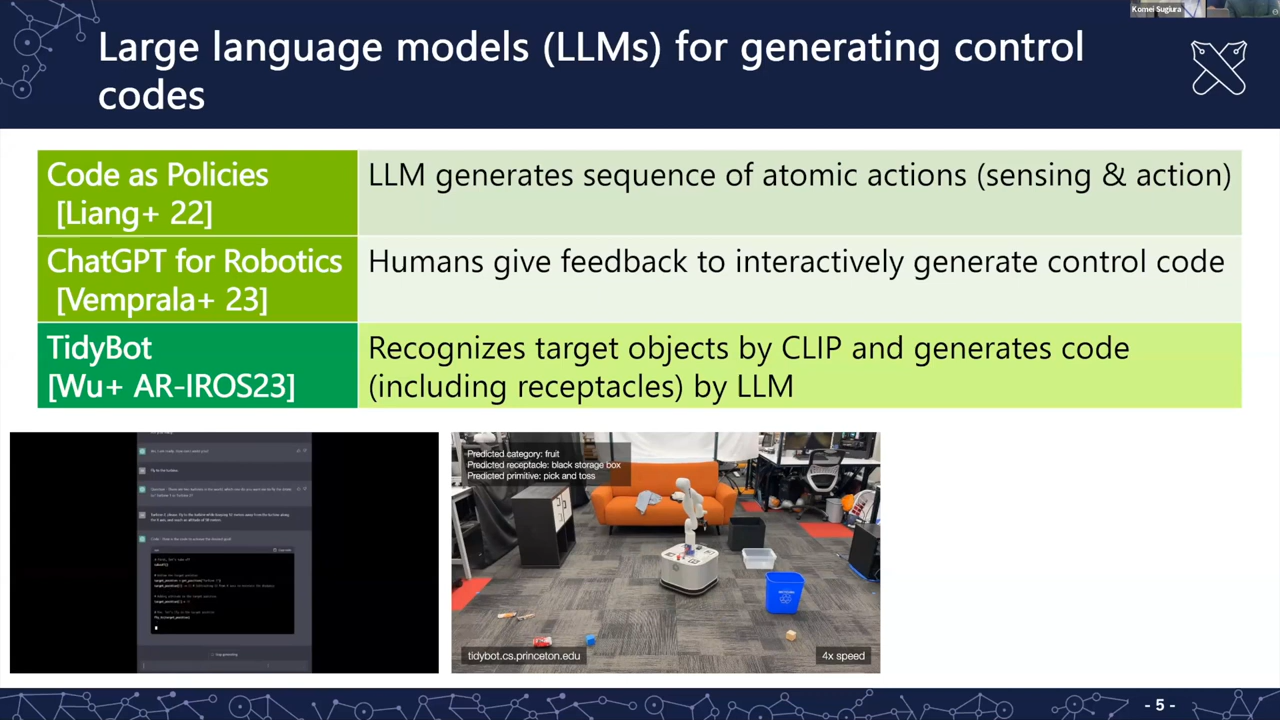 Komei Sugiura
Large language models (LLMs) for generating control
codes
Code as Policies
[Liang+ 22]
LLM generates sequence of atomic actions (sensing & action)
ChatGPT for Robotics
[Vemprala+ 23]
Humans give feedback to interactively generate control code
TidyBot
[Wu+ AR-IROS23]
Recognizes target objects by CLIP and generates code
(including receptacles) by LLM
Predicted category: fruit
Predicted receptacle: black storage box
Predicted primitive: pick and toss
tidybot.cs.princeton.edu
4x speed
- 5 -